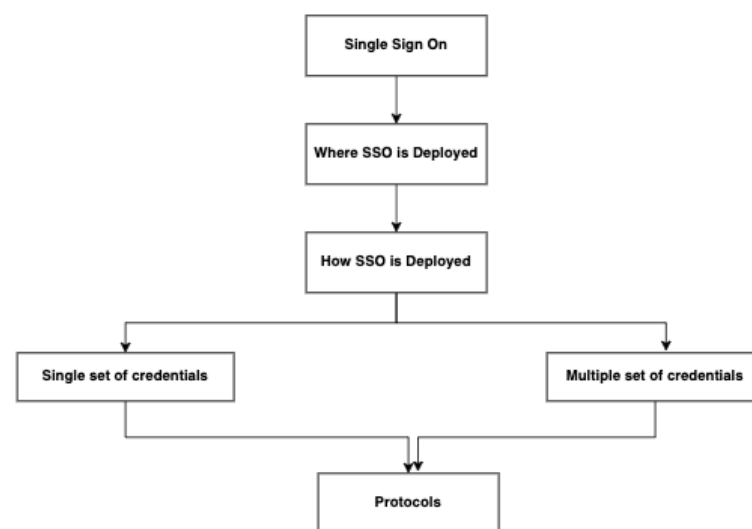 Single Sign On
Where SSO is Deployed
How SSO is Deployed
Single set of credentials
Multiple set of credentials
Protocols